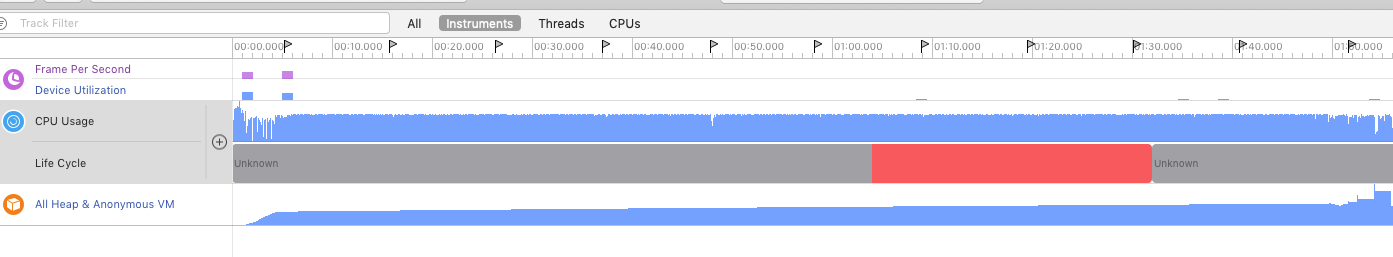 Track Filter
All Instruments Threads CPUs
00:00.000 00:10.000 00:20.000 00:30.000 00:40.000 00:50.000 01:00.000 01:10.000 01:20.000 01:30.000 01:40.000 01:50.000
Frame Per Second
Device Utilization
CPU Usage
Life Cycle
Unknown
Unknown
All Heap & Anonymous VM